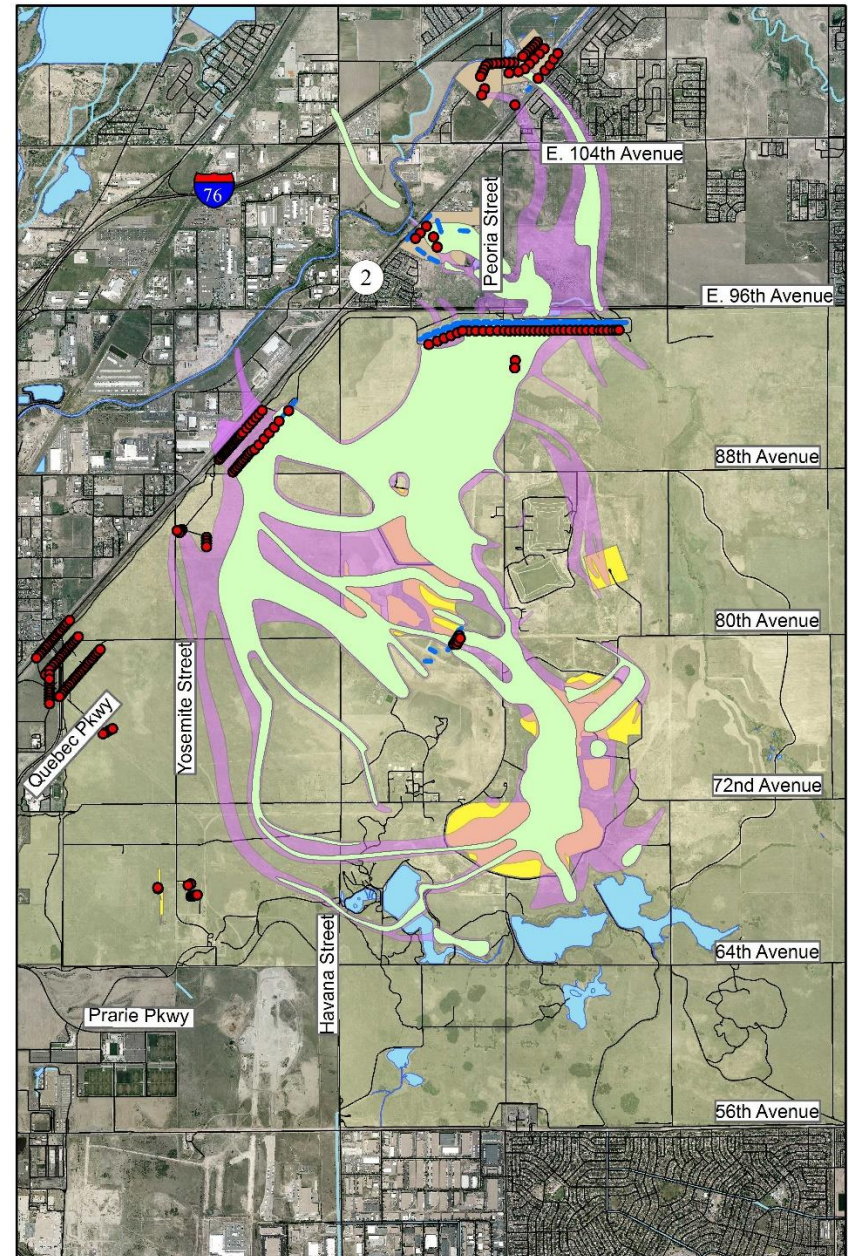 E. 104th Avenue
76
Peoria Street
2
E. 96th Avenue
88th Avenue
80th Avenue
Yosemite Street
Quebec Pkwy
72nd Avenue
Havana Street
64th Avenue
Prarie Pkwy
56th Avenue